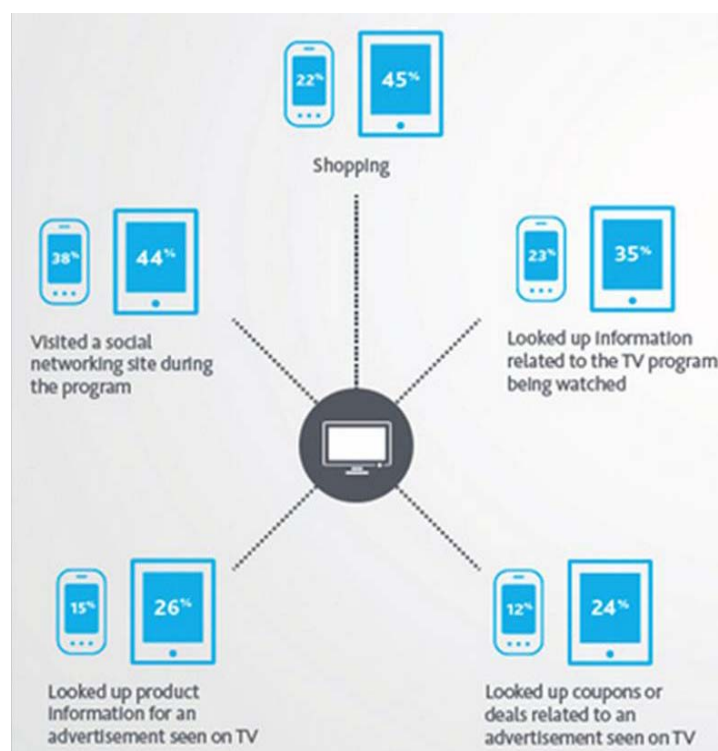 22% 45%
Shopping
38% 44%
Visited a social
networking site during
the program
23% 35%
Looked up information
related to the TV program
being watched
15% 26%
Looked up product
information for an
advertisement seen on TV
12% 24%
Looked up coupons or
deals related to an
advertisement seen on TV